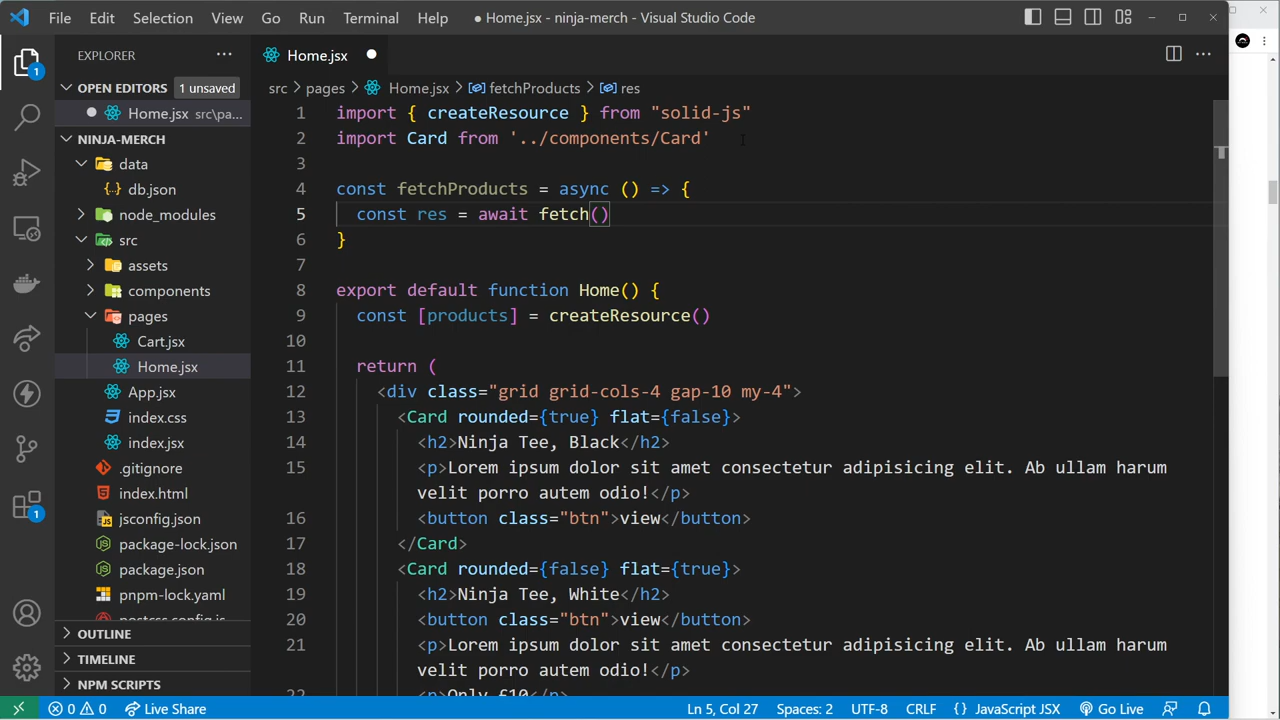 File Edit Selection View Go Run Terminal Help ● Home.jsx - ninja-merch - Visual Studio Code
EXPLORER
OPEN EDITORS 1 unsaved
Home.jsx src\pa...
NINJA-MERCH
data
db.json
node_modules
src
assets
components
pages
Cart.jsx
Home.jsx
App.jsx
index.css
index.jsx
.gitignore
index.html
jsconfig.json
package-lock.json
package.json
pnpm-lock.yaml
postcss.config.js
OUTLINE
TIMELINE
NPM SCRIPTS
1
1
Home.jsx
src > pages > Home.jsx > fetchProducts > res
1 import { createResource } from "solid-js"
2 import Card from '../components/Card'
3
4 const fetchProducts = async () => {
5 const res = await fetch()
6 }
7
8 export default function Home() {
9 const [products] = createResource()
10
11 return (
12 <div class="grid grid-cols-4 gap-10 my-4">
13 <Card rounded={true} flat={false}>
14 <h2>Ninja Tee, Black</h2>
15 <p>Lorem ipsum dolor sit amet consectetur adipisicing elit. Ab ullam harum
velit porro autem odio!</p>
16 <button class="btn">view</button>
17 </Card>
18 <Card rounded={false} flat={true}>
19 <h2>Ninja Tee, White</h2>
20 <button class="btn">view</button>
21 <p>Lorem ipsum dolor sit amet consectetur adipisicing elit. Ab ullam harum
velit porro autem odio!</p>
22 <p>Only £10</p>
0 0 Live Share Ln 5, Col 27 Spaces: 2 UTF-8 CRLF {} JavaScript JSX Go Live